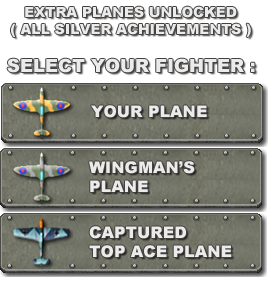 EXTRA PLANES UNLOCKED
( ALL SILVER ACHIEVEMENTS )
SELECT YOUR FIGHTER :
YOUR PLANE
WINGMAN'S
PLANE
CAPTURED
TOP ACE PLANE